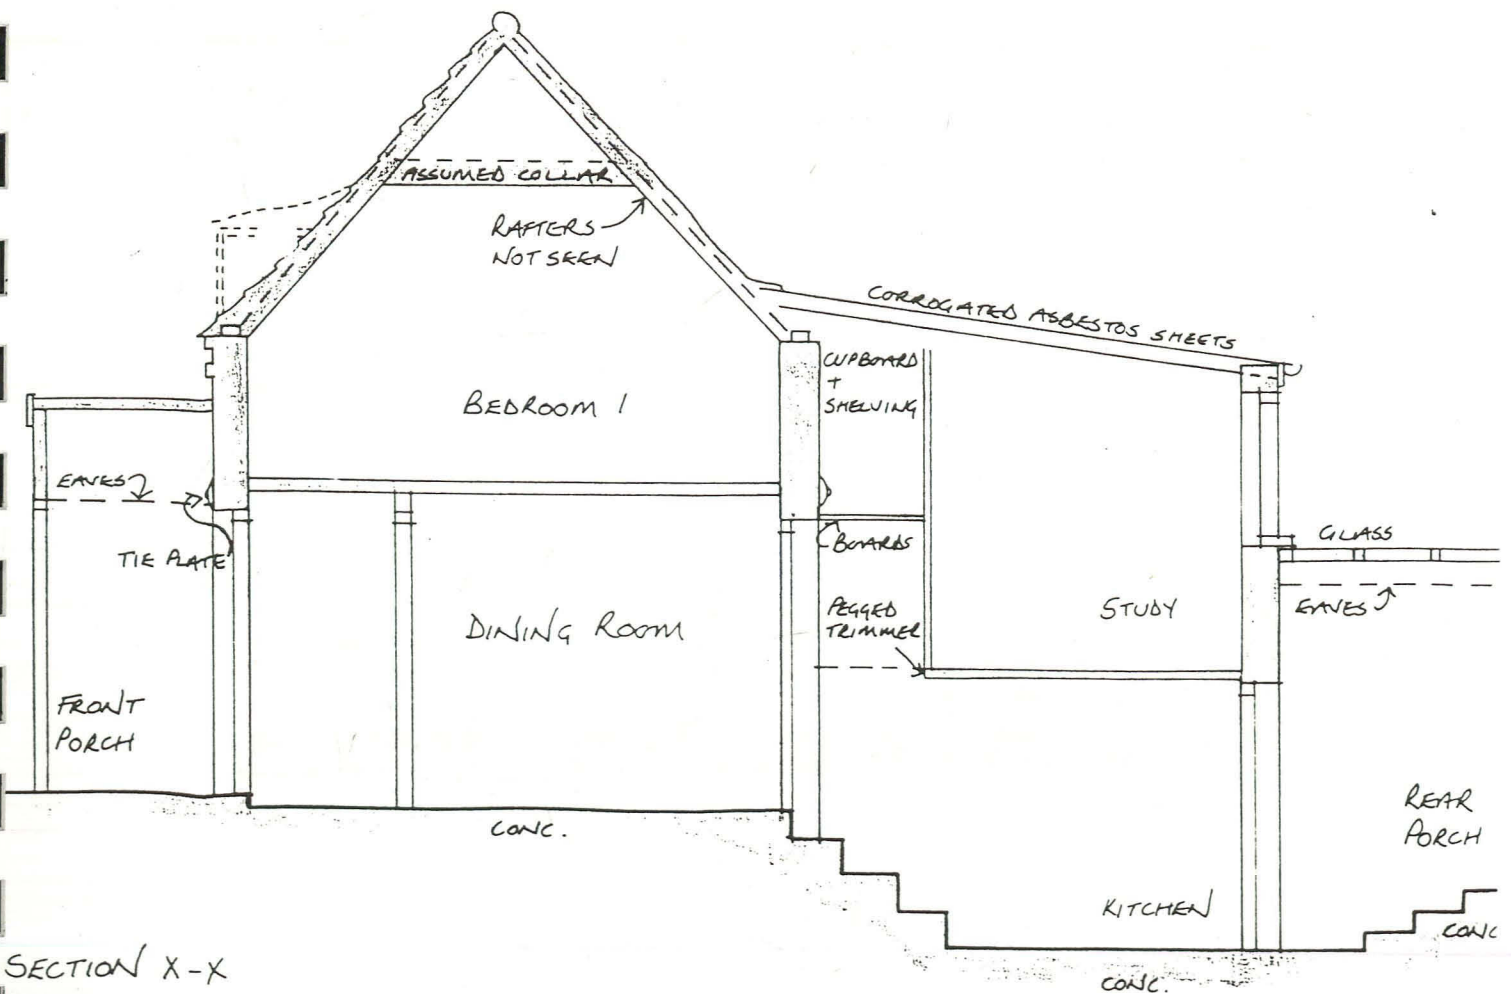 ASSUMED COLLAR
RAFTERS
NOT SEEN
CORROGATED ASBESTOS SHEETS
CUPBOARD
+
SHELVING
BEDROOM 1
EAVES
TIE PLATE
BOARDS
GLASS
EAVES
PEGGED
TRIMMER
STUDY
DINING ROOM
FRONT
PORCH
REAR
PORCH
CONC.
KITCHEN
CONC
CONC.
SECTION X-X